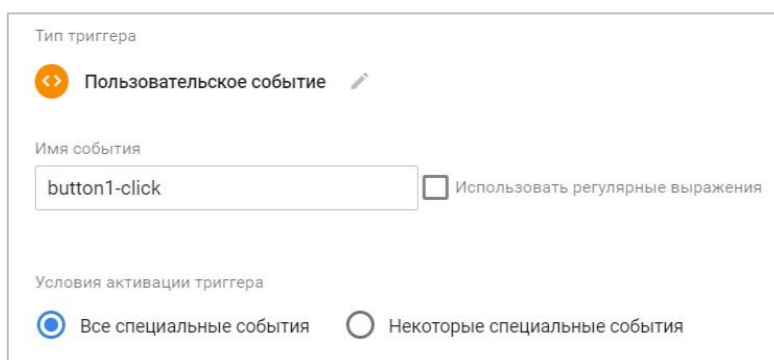 Тип триггера
Пользовательское событие
Имя события
button1-click Использовать регулярные выражения
Условия активации триггера
Все специальные события Некоторые специальные события